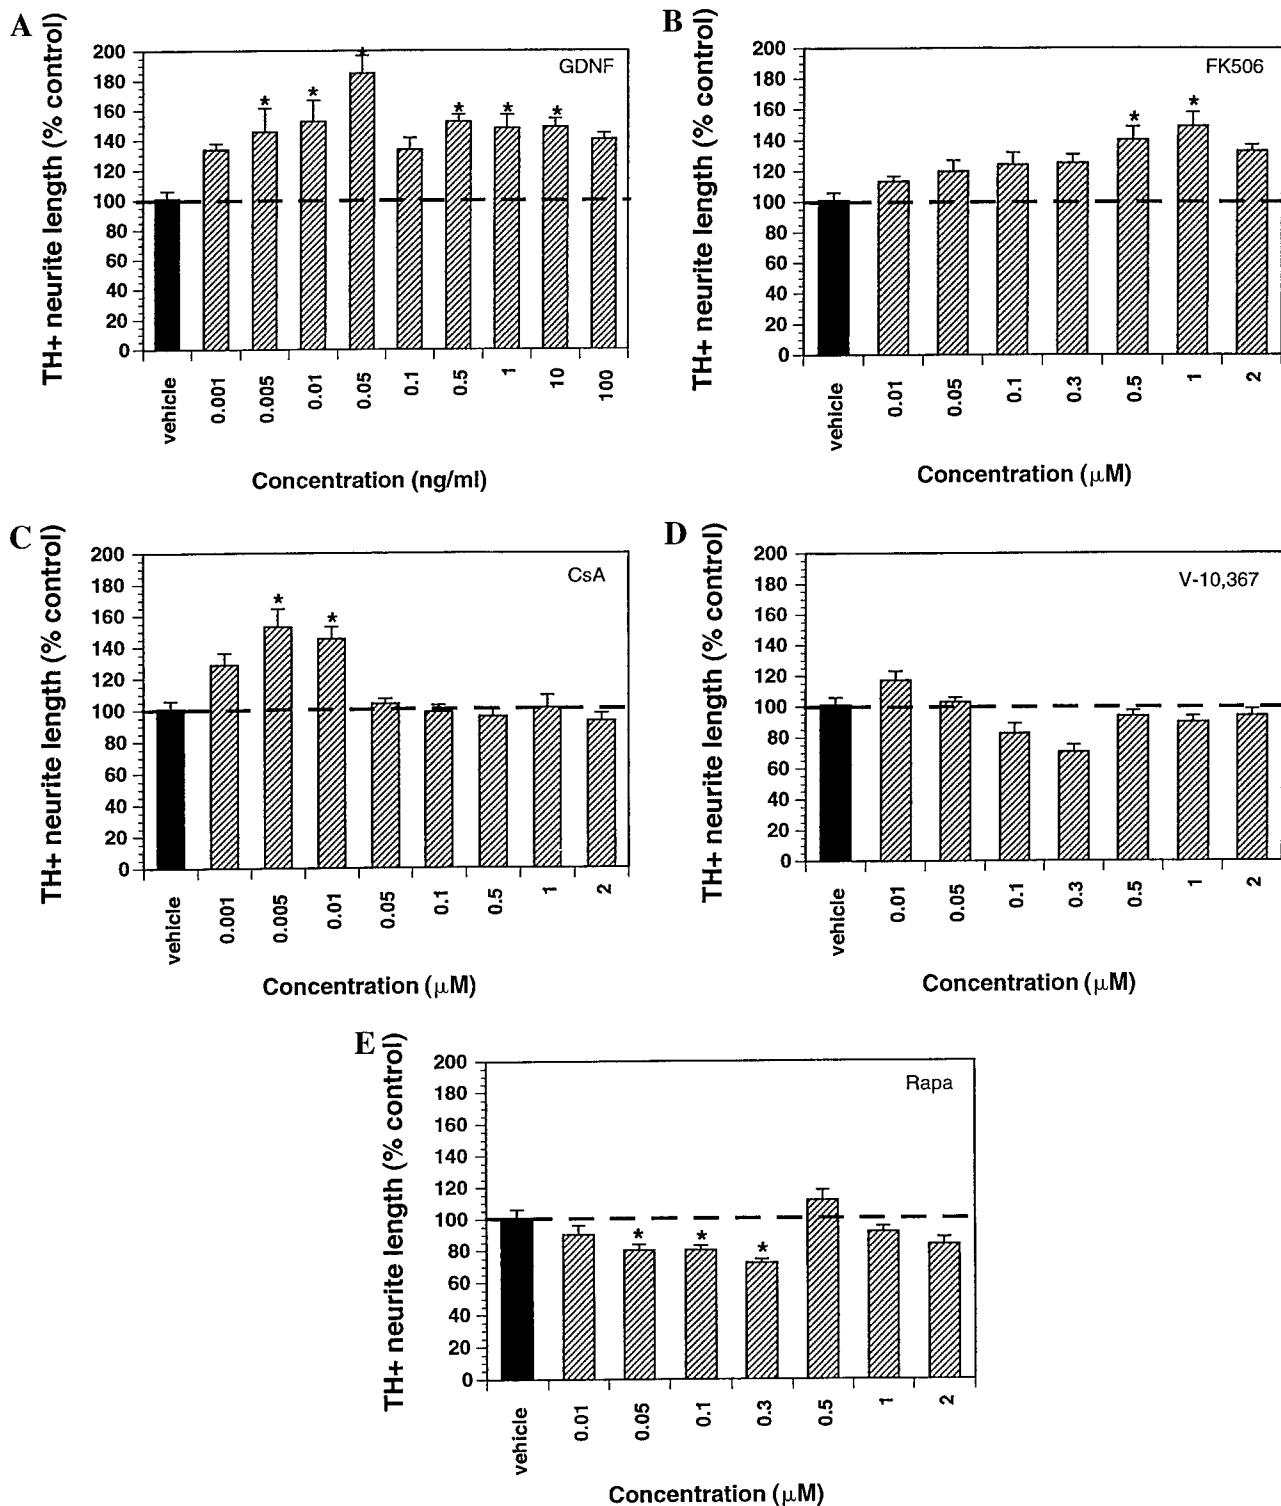 A
TH+ neurite length (% control)
200
180
160
140
120
100
80
60
40
20
0
GDNF
* * * * * *
vehicle 0.001 0.005 0.01 0.05 0.1 0.5 1 10 100
Concentration (ng/ml)
B
TH+ neurite length (% control)
200
180
160
140
120
100
80
60
40
20
0
FK506
* *
vehicle 0.01 0.05 0.1 0.3 0.5 1 2
Concentration (μM)
C
TH+ neurite length (% control)
200
180
160
140
120
100
80
60
40
20
0
CsA
* *
vehicle 0.001 0.005 0.01 0.05 0.1 0.5 1 2
Concentration (μM)
D
TH+ neurite length (% control)
200
180
160
140
120
100
80
60
40
20
0
V-10,367
vehicle 0.01 0.05 0.1 0.3 0.5 1 2
Concentration (μM)
E
TH+ neurite length (% control)
200
180
160
140
120
100
80
60
40
20
0
Rapa
* * *
vehicle 0.01 0.05 0.1 0.3 0.5 1 2
Concentration (μM)